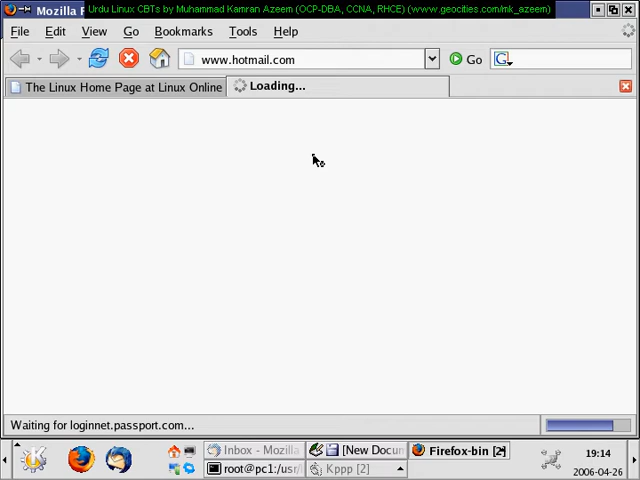 Mozilla F
Urdu Linux CBTs by Muhammad Kamran Azeem (OCP-DBA, CCNA, RHCE) (www.geocities.com/mk_azeem)
File Edit View Go Bookmarks Tools Help
www.hotmail.com Go G
The Linux Home Page at Linux Online Loading...
Waiting for loginnet.passport.com...
Inbox - Mozilla [New Docum Firefox-bin [2] 19:14
root@pc1:/usr/ Kppp [2] 2006-04-26